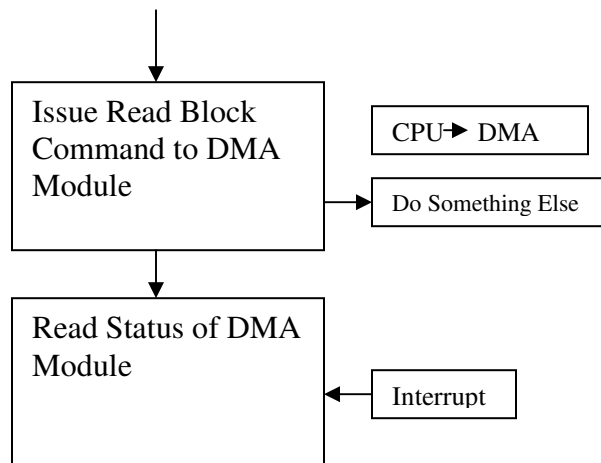 Issue Read Block
Command to DMA
Module
CPU → DMA
Do Something Else
Read Status of DMA
Module
Interrupt